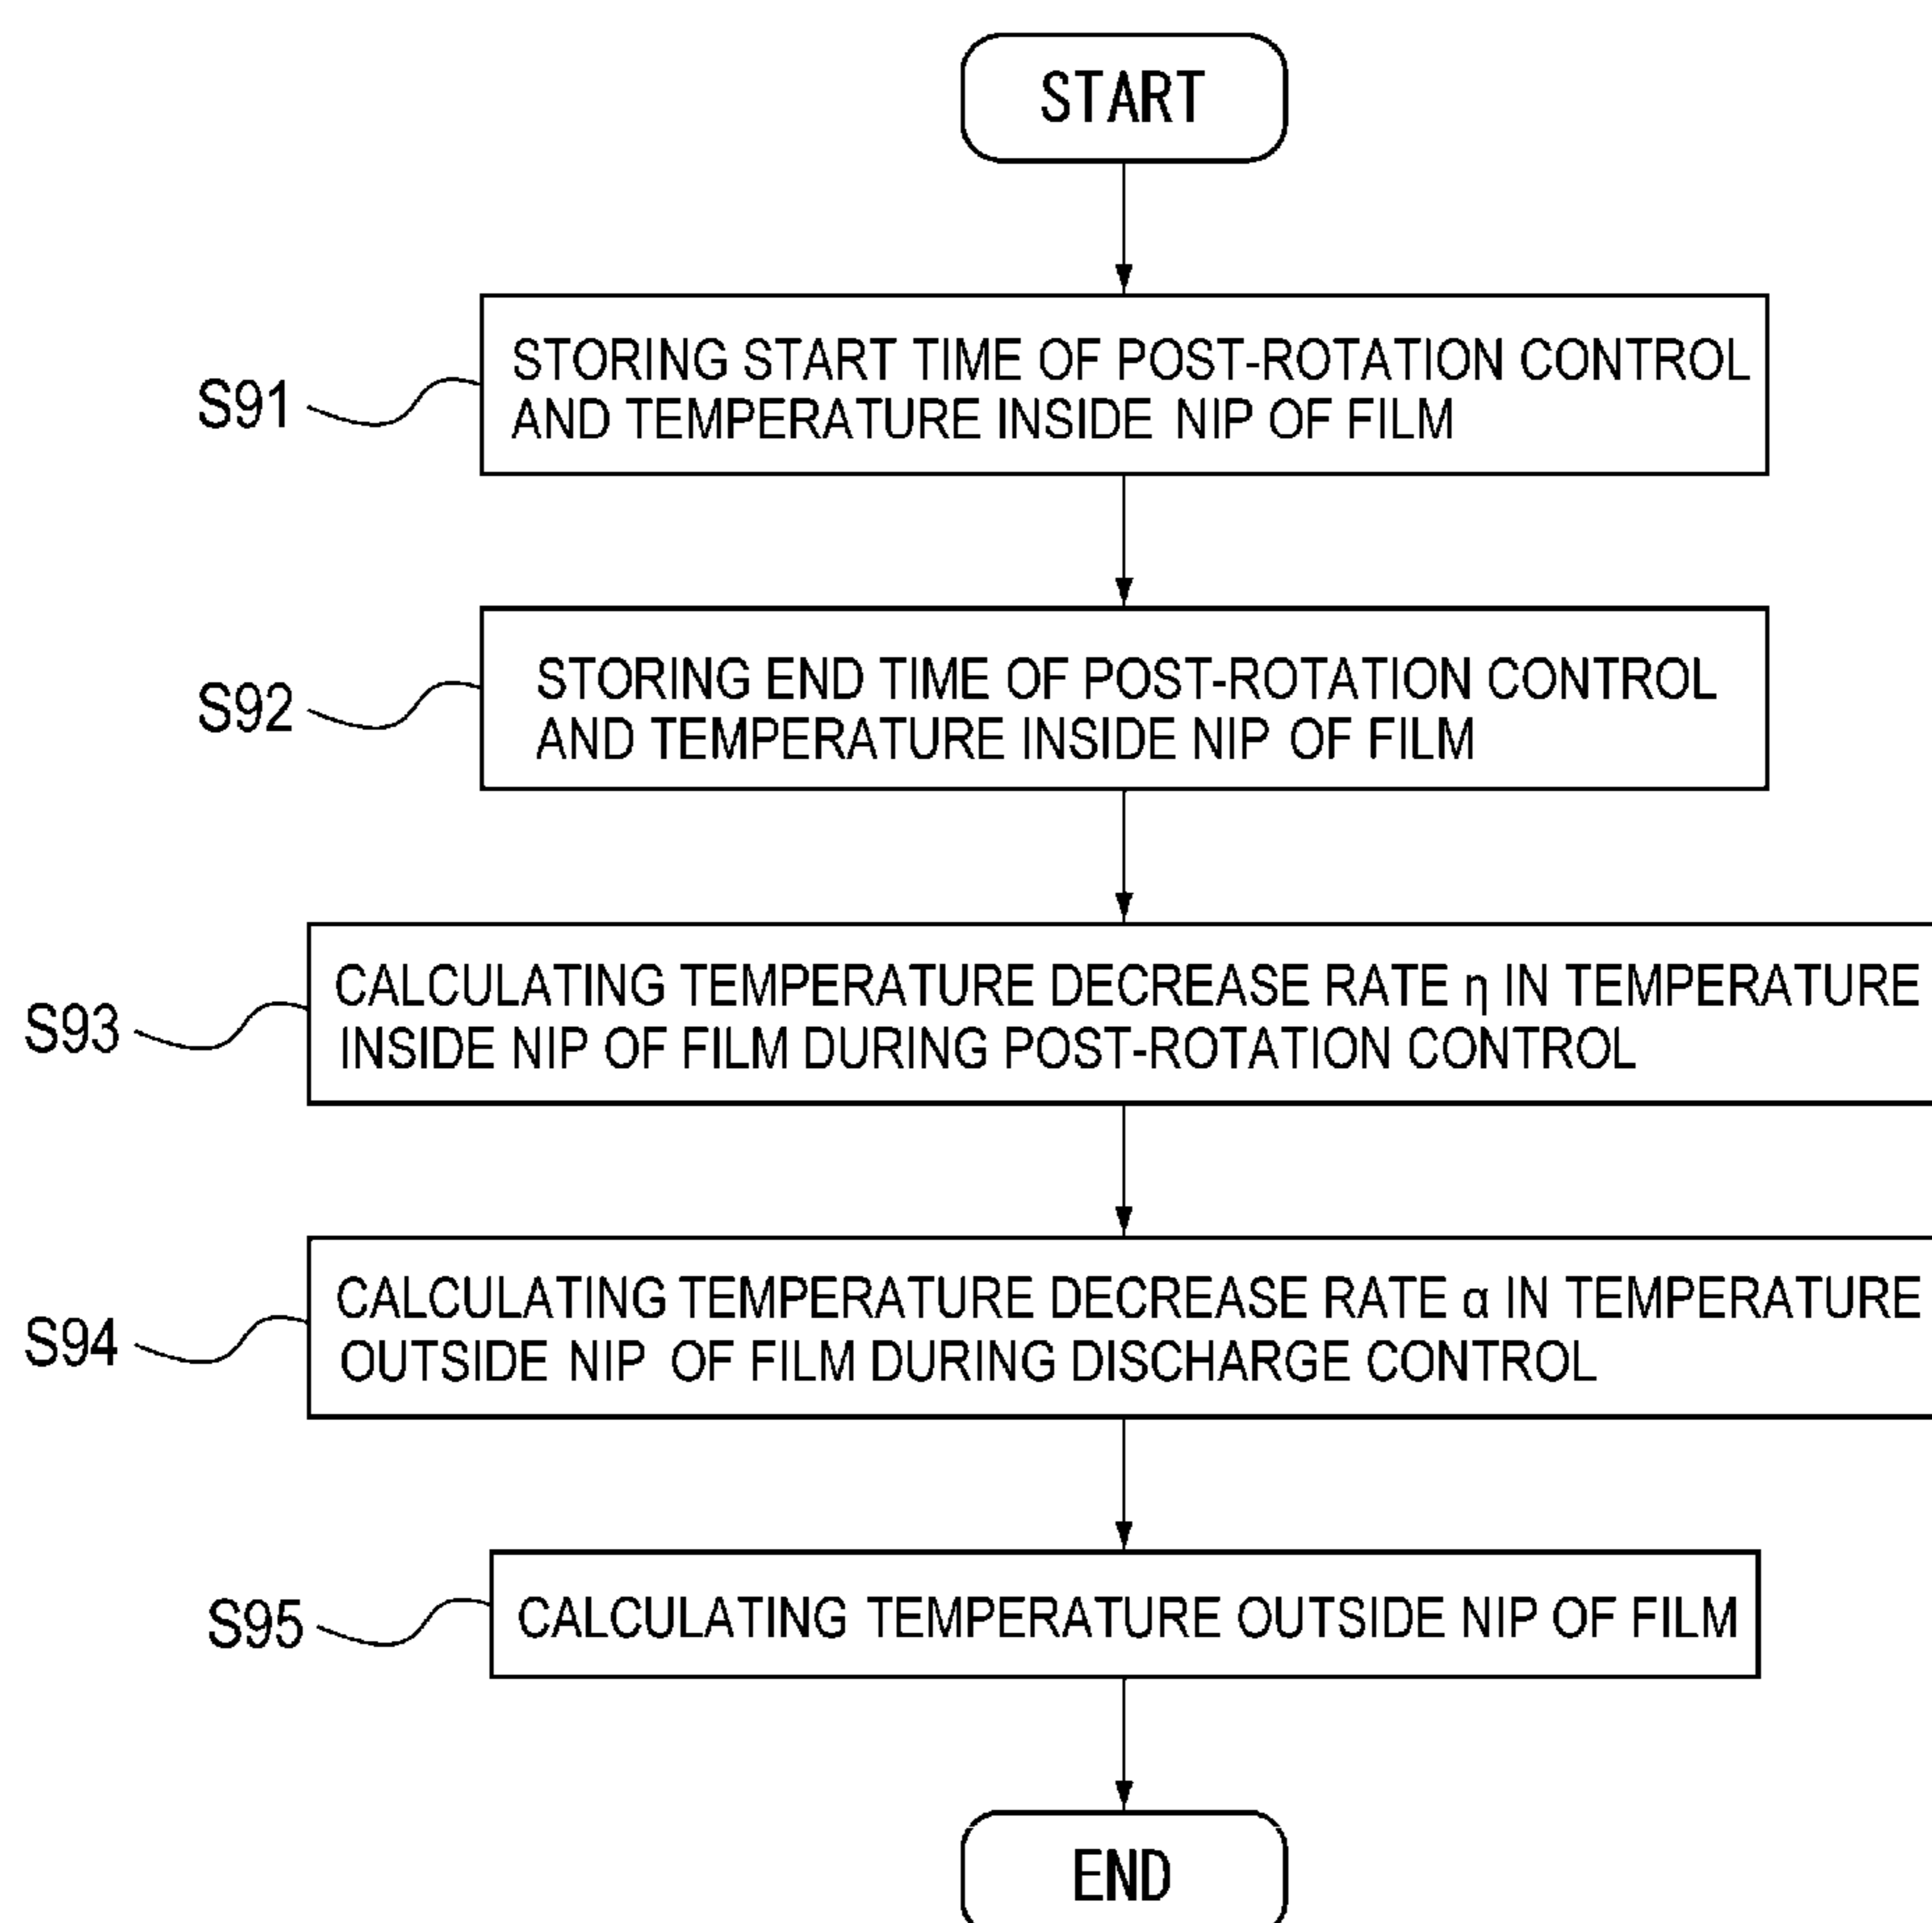 START
S91
STORING START TIME OF POST-ROTATION CONTROL
AND TEMPERATURE INSIDE NIP OF FILM
S92
STORING END TIME OF POST-ROTATION CONTROL
AND TEMPERATURE INSIDE NIP OF FILM
S93
CALCULATING TEMPERATURE DECREASE RATE η IN TEMPERATURE
INSIDE NIP OF FILM DURING POST-ROTATION CONTROL
S94
CALCULATING TEMPERATURE DECREASE RATE α IN TEMPERATURE
OUTSIDE NIP OF FILM DURING DISCHARGE CONTROL
S95
CALCULATING TEMPERATURE OUTSIDE NIP OF FILM
END